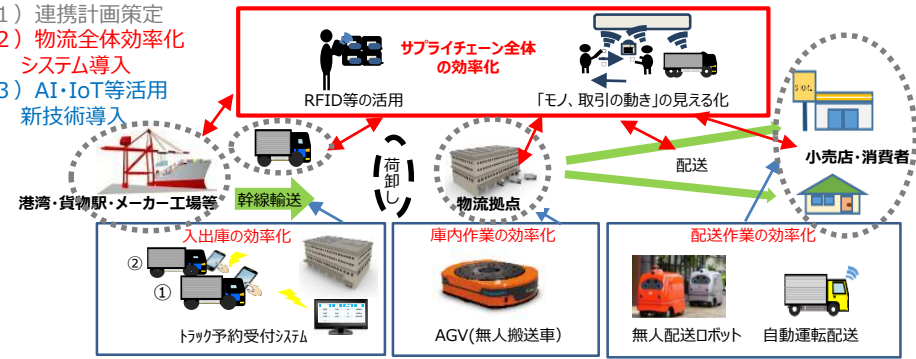 1）連携計画策定
2）物流全体効率化
システム導入
3）AI･IoT等活用
新技術導入
サプライチェーン全体
の効率化
RFID等の活用
「モノ、取引の動き」の見える化
港湾・貨物駅・メーカー工場等
幹線輸送
荷卸し
物流拠点
配送
小売店・消費者
入出庫の効率化
②
①
トラック予約受付システム
庫内作業の効率化
AGV(無人搬送車）
配送作業の効率化
無人配送ロボット
自動運転配送